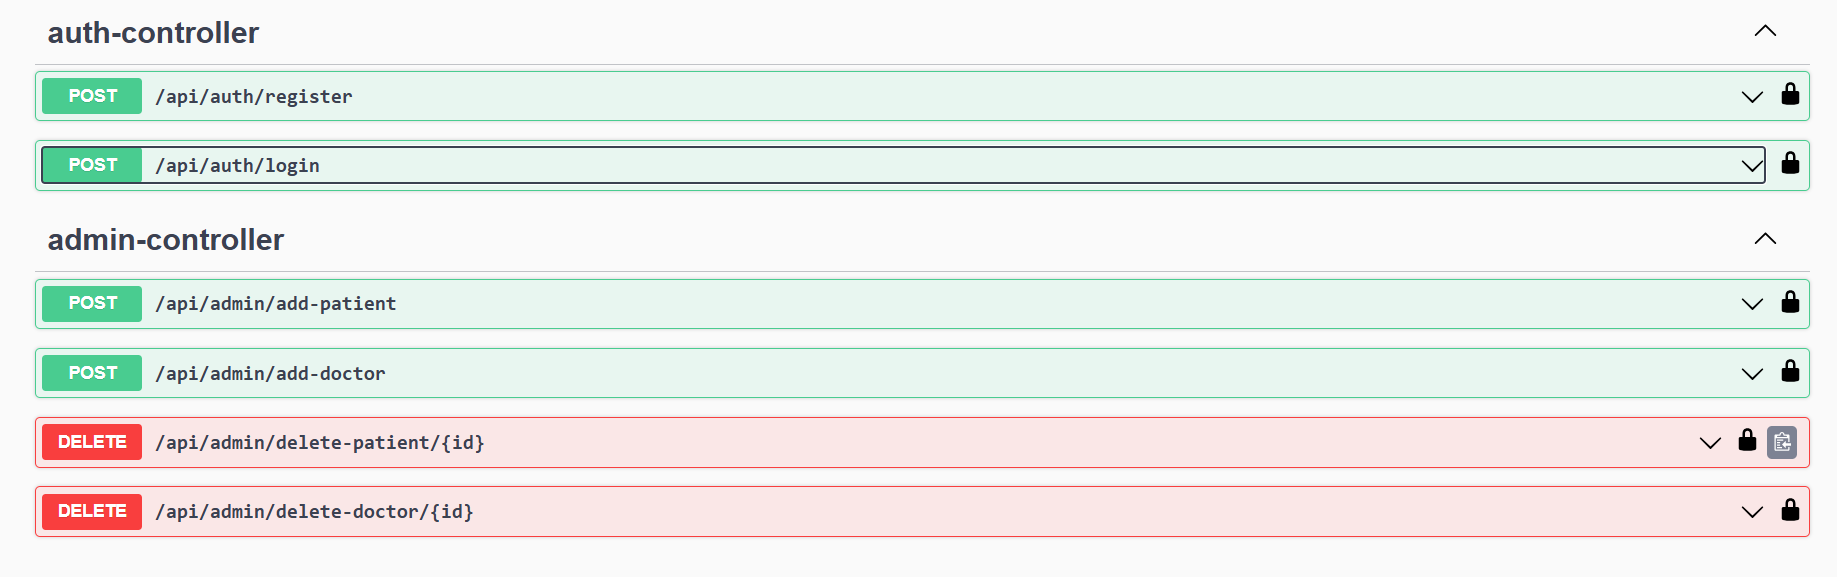 auth-controller
POST /api/auth/register
POST /api/auth/login
admin-controller
POST /api/admin/add-patient
POST /api/admin/add-doctor
DELETE /api/admin/delete-patient/{id}
DELETE /api/admin/delete-doctor/{id}